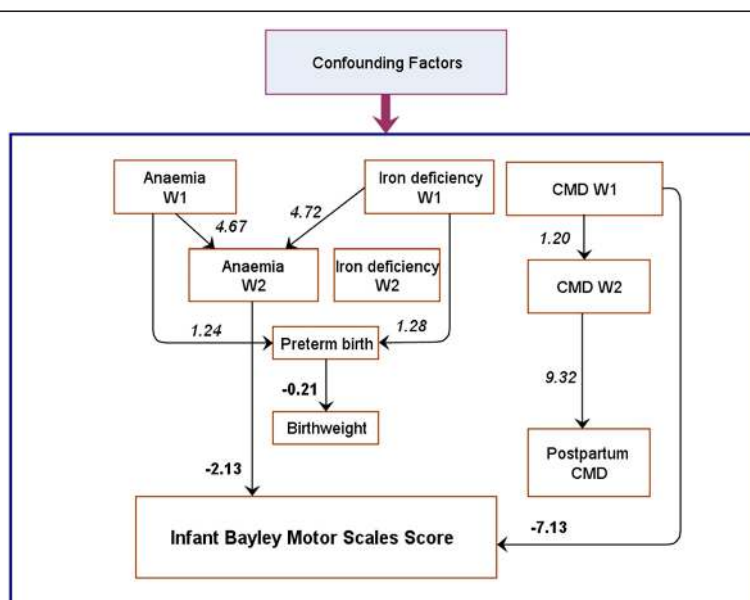 Confounding Factors
Anaemia
W1
Iron deficiency
W1
CMD W1
4.67
4.72
1.20
Anaemia
W2
Iron deficiency
W2
CMD W2
1.24
1.28
Preterm birth
-0.21
9.32
Birthweight
Postpartum
CMD
-2.13
-7.13
Infant Bayley Motor Scales Score